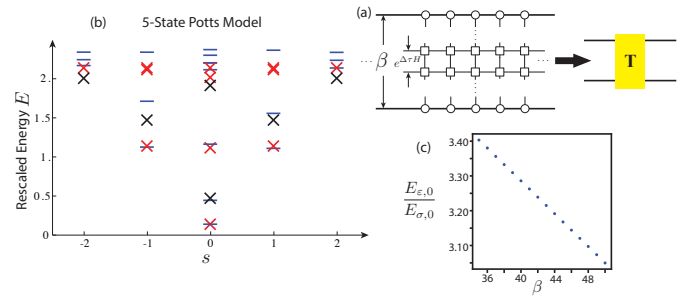 (b) 5-State Potts Model
Rescaled Energy E
2.
1.5
1.
0.5
0
-2 -1 0 1 2
s
(a)
β e^{ΔτH}
T
(c)
E_{ε,0}
E_{σ,0}
3.40
3.30
3.20
3.10
36 40 44 48
β